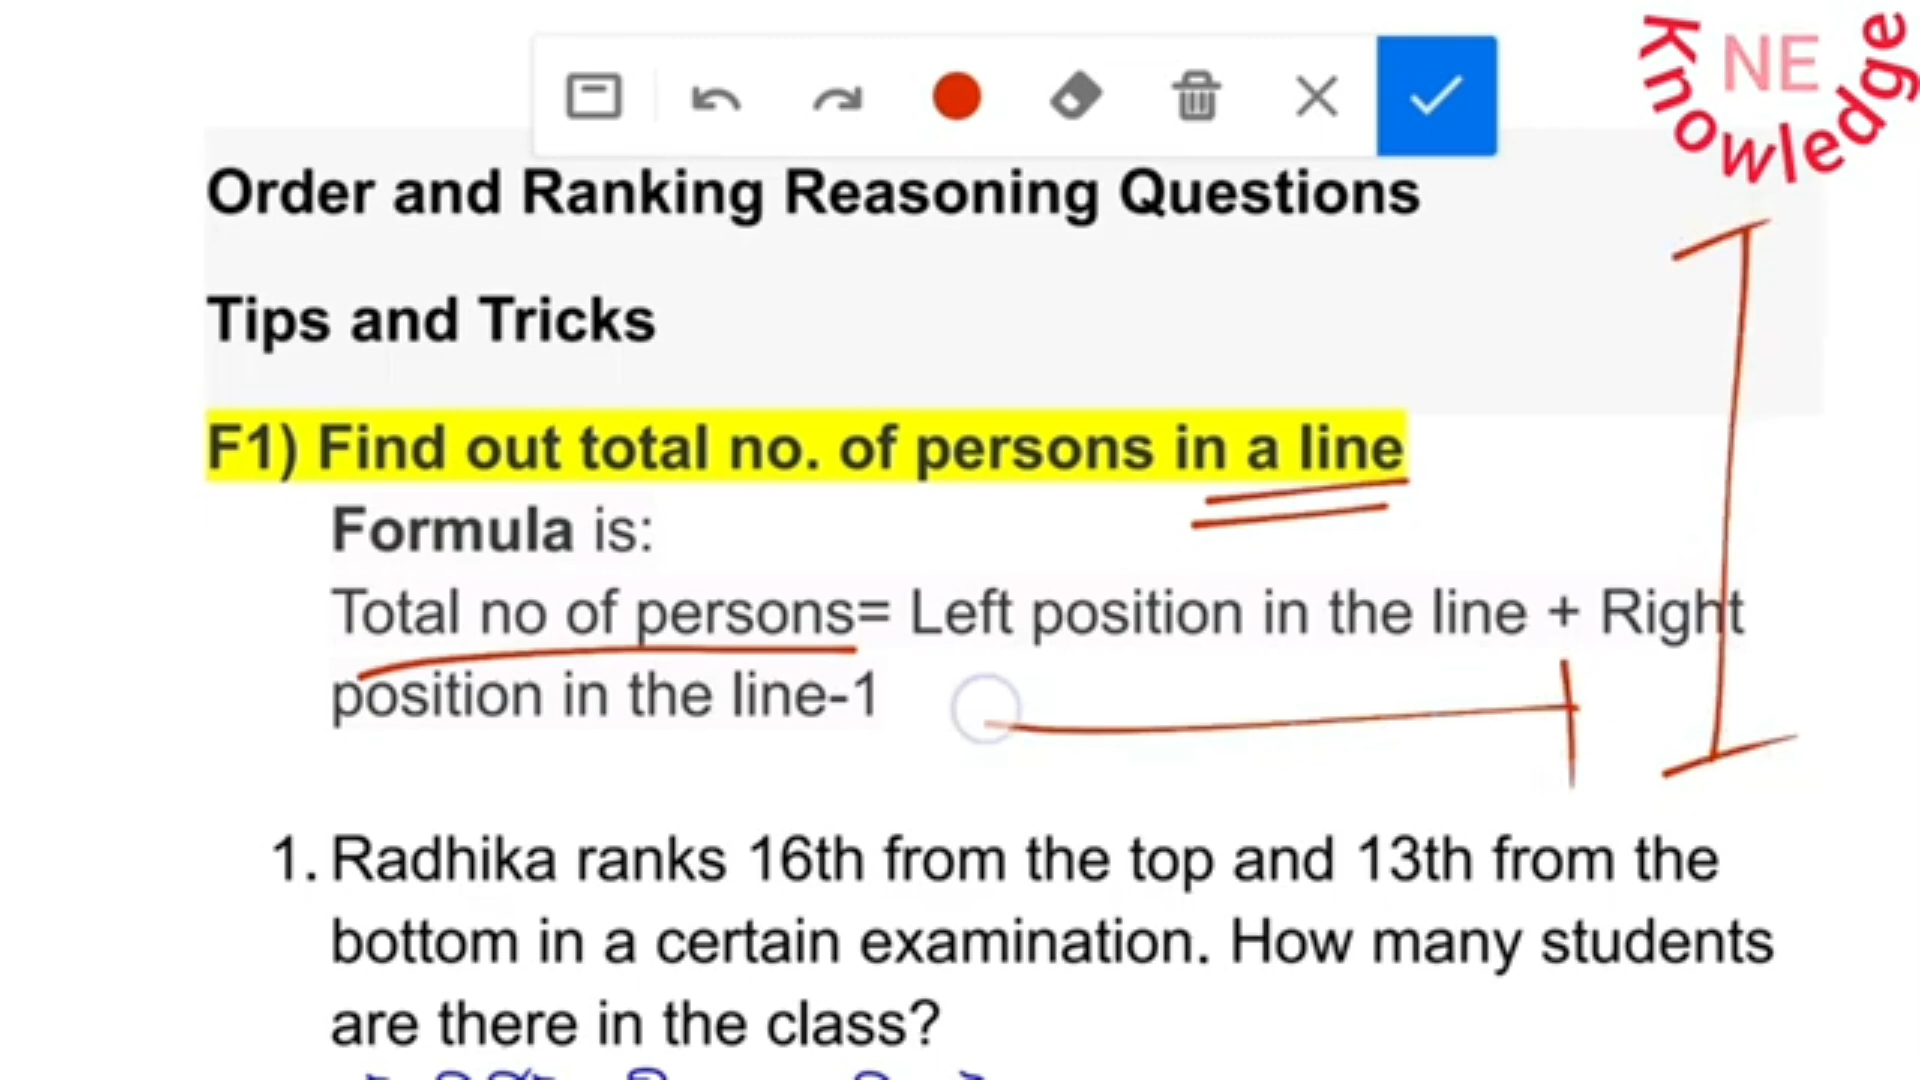 NE
Knowledge
Order and Ranking Reasoning Questions
Tips and Tricks
F1) Find out total no. of persons in a line
Formula is:
Total no of persons= Left position in the line + Right
position in the line-1
1. Radhika ranks 16th from the top and 13th from the
bottom in a certain examination. How many students
are there in the class?